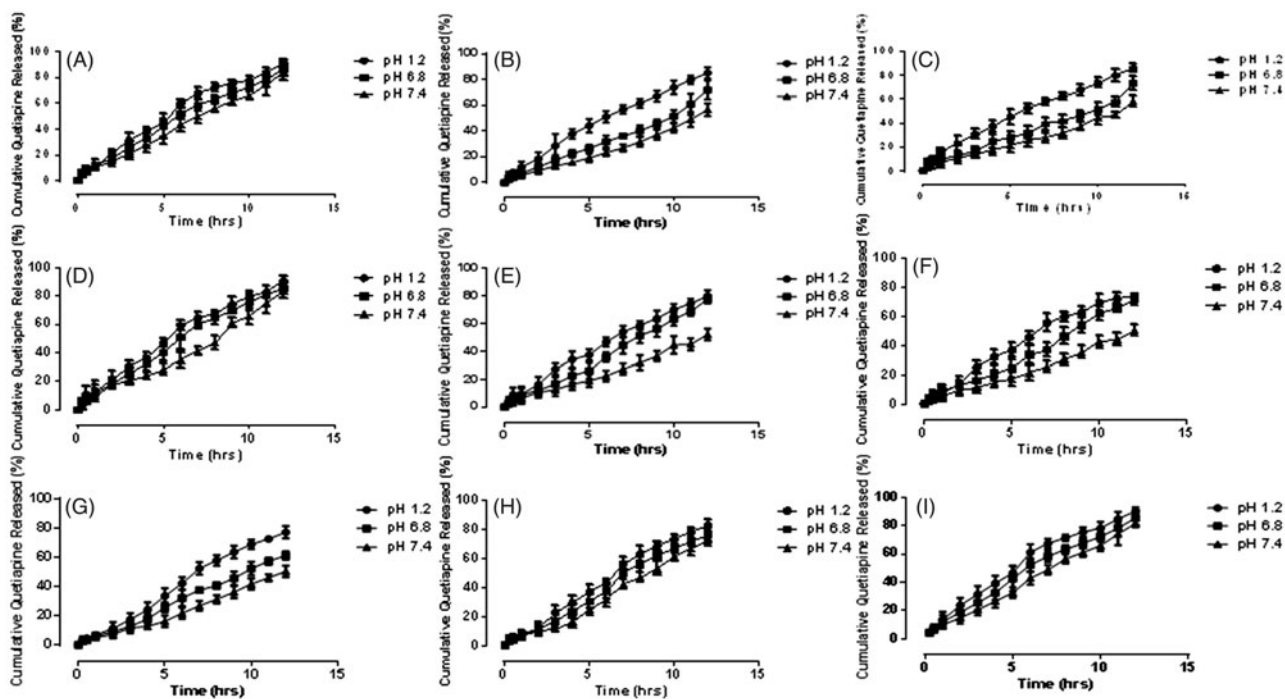 (A)
Cumulative Quetiapine Released (%)
100
80
60
40
20
0
0
5
10
15
Time (hrs)
pH 1.2
pH 6.8
pH 7.4
(B)
Cumulative Quetiapine Released (%)
100
80
60
40
20
0
0
5
10
15
Time (hrs)
pH 1.2
pH 6.8
pH 7.4
(C)
Cumulative Quetiapine Released (%)
100
80
60
40
20
0
0
5
10
15
Time (hrs)
pH 1.2
pH 6.8
pH 7.4
(D)
Cumulative Quetiapine Released (%)
100
80
60
40
20
0
0
5
10
15
Time (hrs)
pH 1.2
pH 6.8
pH 7.4
(E)
Cumulative Quetiapine Released (%)
100
80
60
40
20
0
0
5
10
15
Time (hrs)
pH 1.2
pH 6.8
pH 7.4
(F)
Cumulative Quetiapine Released (%)
100
80
60
40
20
0
0
5
10
15
Time (hrs)
pH 1.2
pH 6.8
pH 7.4
(G)
Cumulative Quetiapine Released (%)
100
80
60
40
20
0
0
5
10
15
Time (hrs)
pH 1.2
pH 6.8
pH 7.4
(H)
Cumulative Quetiapine Released (%)
100
80
60
40
20
0
0
5
10
15
Time (hrs)
pH 1.2
pH 6.8
pH 7.4
(I)
Cumulative Quetiapine Released (%)
100
80
60
40
20
0
0
5
10
15
Time (hrs)
pH 1.2
pH 6.8
pH 7.4